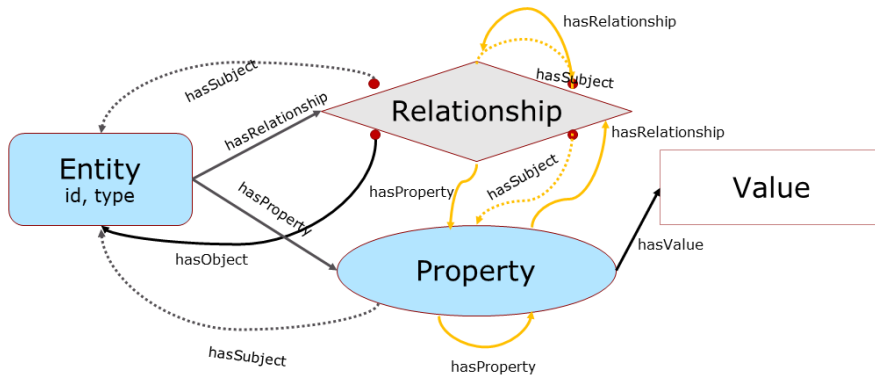 hasRelationship
hasSubject
hasSubject
Relationship
hasRelationship
hasRelationship
Entity
id, type
hasProperty
hasProperty
hasSubject
Value
hasObject
Property
hasValue
hasSubject
hasProperty